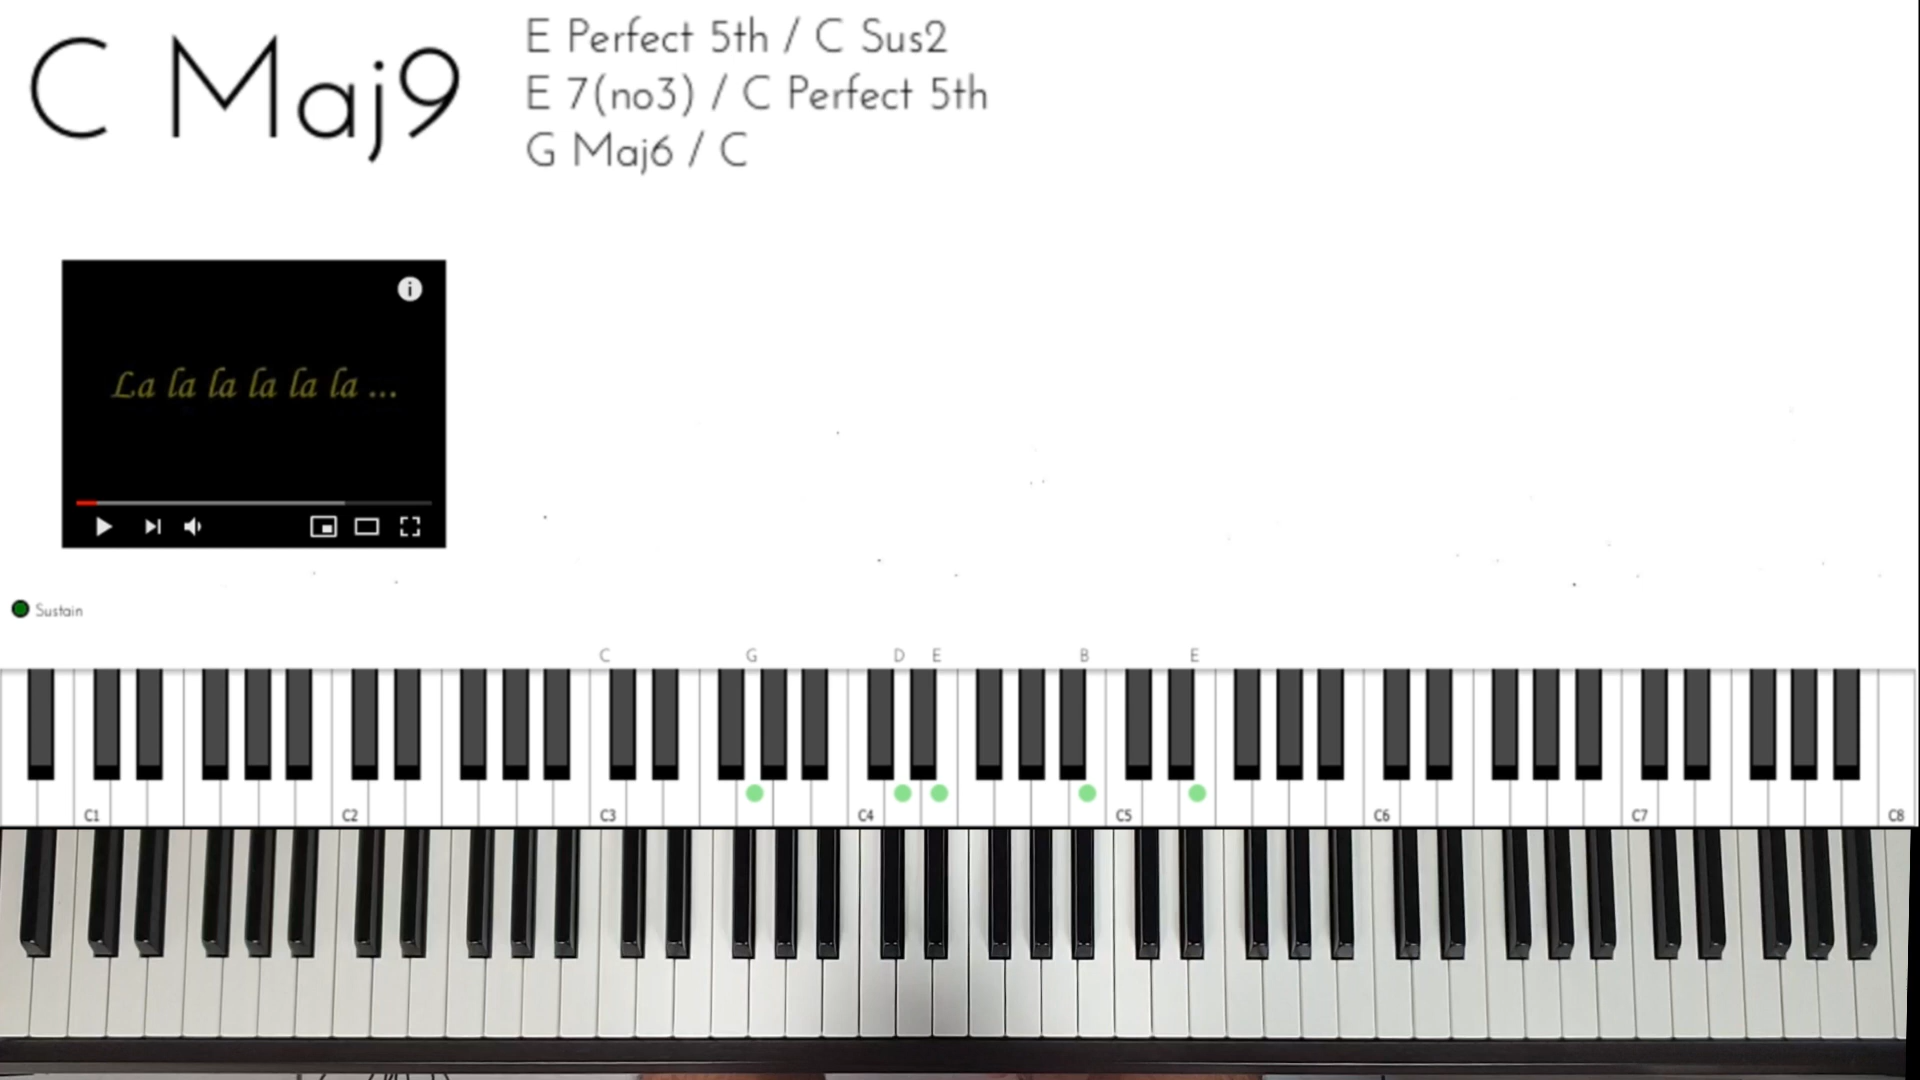 C Maj9
E Perfect 5th / C Sus2
E 7(no3) / C Perfect 5th
G Maj6 / C
La la la la la la ...
Sustain
C G D E B E
C1 C2 C3 C4 C5 C6 C7 C8